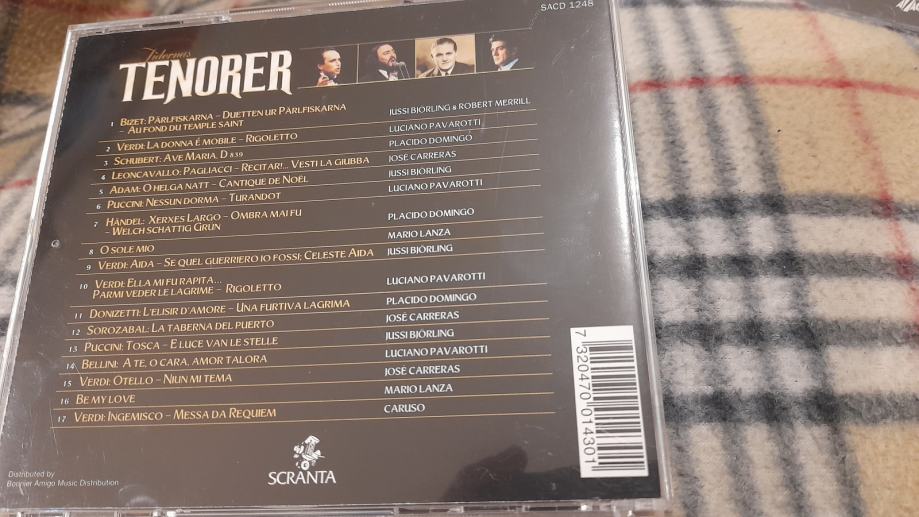 SACD 1248
Tidernas
TENORER
1 BIZET: PÄRLFISKARNA – DUETTEN UR PÄRLFISKARNA JUSSI BJÖRLING & ROBERT MERRILL
– AU FOND DU TEMPLE SAINT
2 VERDI: LA DONNA É MOBILE – RIGOLETTO LUCIANO PAVAROTTI
3 SCHUBERT: AVE MARIA, D 839 PLACIDO DOMINGO
4 LEONCAVALLO: PAGLIACCI – RECITAR!... VESTI LA GIUBBA JOSÉ CARRERAS
5 ADAM: O HELGA NATT – CANTIQUE DE NOËL JUSSI BJÖRLING
6 PUCCINI: NESSUN DORMA – TURANDOT LUCIANO PAVAROTTI
7 HÄNDEL: XERXES LARGO – OMBRA MAI FU PLACIDO DOMINGO
– WELCH SCHATTIG GRÜN
8 O SOLE MIO MARIO LANZA
9 VERDI: AIDA – SE QUEL GUERRIERO IO FOSSI; CELESTE AIDA JUSSI BJÖRLING
10 VERDI: ELLA MI FU RAPITA... LUCIANO PAVAROTTI
PARMI VEDER LE LAGRIME – RIGOLETTO
11 DONIZETTI: L'ELISIR D'AMORE – UNA FURTIVA LAGRIMA PLACIDO DOMINGO
12 SOROZABAL: LA TABERNA DEL PUERTO JOSÉ CARRERAS
13 PUCCINI: TOSCA – E LUCE VAN LE STELLE JUSSI BJÖRLING
14 BELLINI: A TE, O CARA, AMOR TALORA LUCIANO PAVAROTTI
15 VERDI: OTELLO – NIUN MI TEMA JOSÉ CARRERAS
16 BE MY LOVE MARIO LANZA
17 VERDI: INGEMISCO – MESSA DA REQUIEM CARUSO
SCRANTA
Distributed by
Bonnier Amigo Music Distribution
7 320470 014301